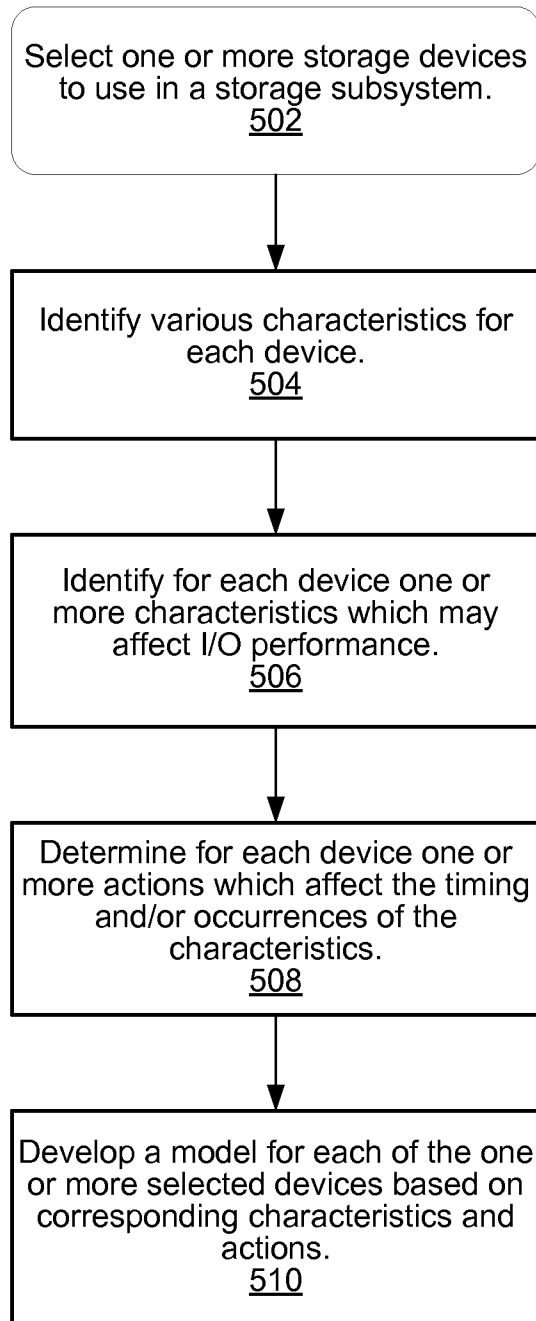 Select one or more storage devices
to use in a storage subsystem.
502
Identify various characteristics for
each device.
504
Identify for each device one or
more characteristics which may
affect I/O performance.
506
Determine for each device one or
more actions which affect the timing
and/or occurrences of the
characteristics.
508
Develop a model for each of the one
or more selected devices based on
corresponding characteristics and
actions.
510